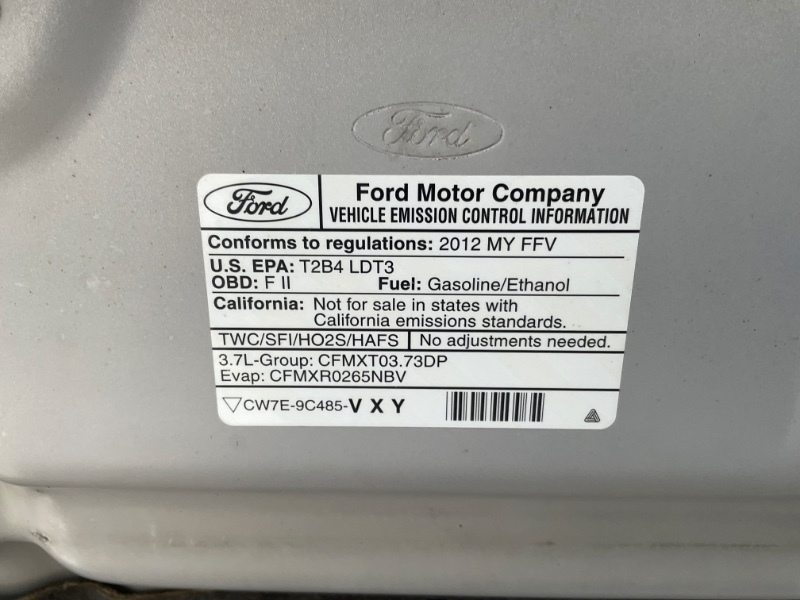 Ford
Ford
Ford Motor Company
VEHICLE EMISSION CONTROL INFORMATION
Conforms to regulations: 2012 MY FFV
U.S. EPA: T2B4 LDT3
OBD: F II Fuel: Gasoline/Ethanol
California: Not for sale in states with
California emissions standards.
TWC/SFI/HO2S/HAFS No adjustments needed.
3.7L-Group: CFMXT03.73DP
Evap: CFMXR0265NBV
CW7E-9C485-V X Y